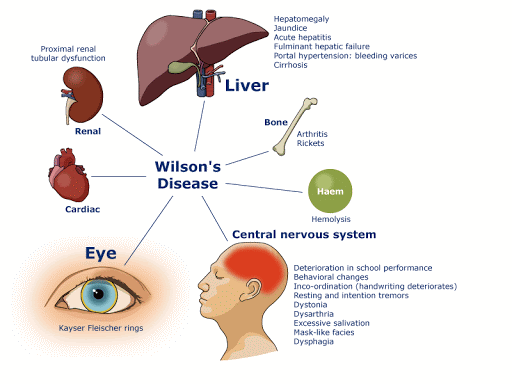 Hepatomegaly
Jaundice
Acute hepatitis
Fulminant hepatic failure
Portal hypertension: bleeding varices
Cirrhosis
Liver
Proximal renal
tubular dysfunction
Renal
Bone
Arthritis
Rickets
Wilson's
Disease
Cardiac
Haem
Hemolysis
Central nervous system
Eye
Kayser Fleischer rings
Deterioration in school performance
Behavioral changes
Inco-ordination (handwriting deteriorates)
Resting and intention tremors
Dystonia
Dysarthria
Excessive salivation
Mask-like facies
Dysphagia